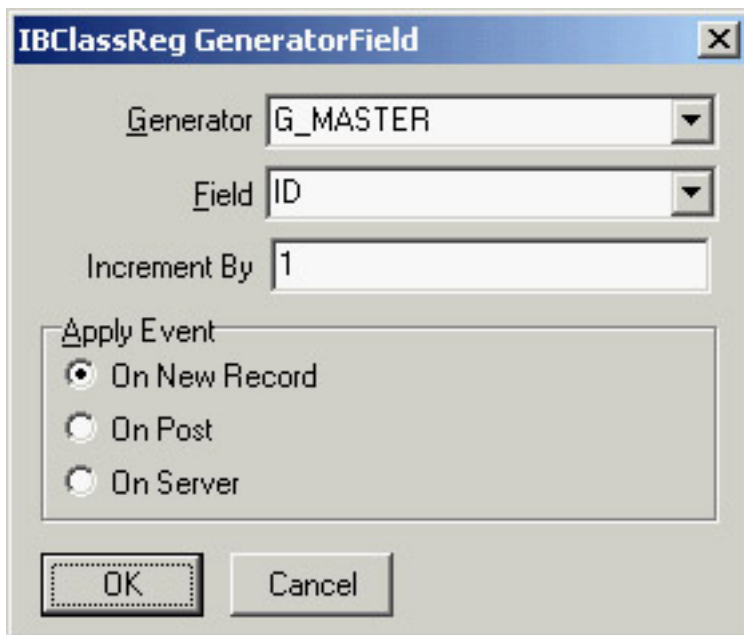 IBClassReg GeneratorField
Generator G_MASTER
Field ID
Increment By 1
Apply Event
On New Record
On Post
On Server
OK Cancel